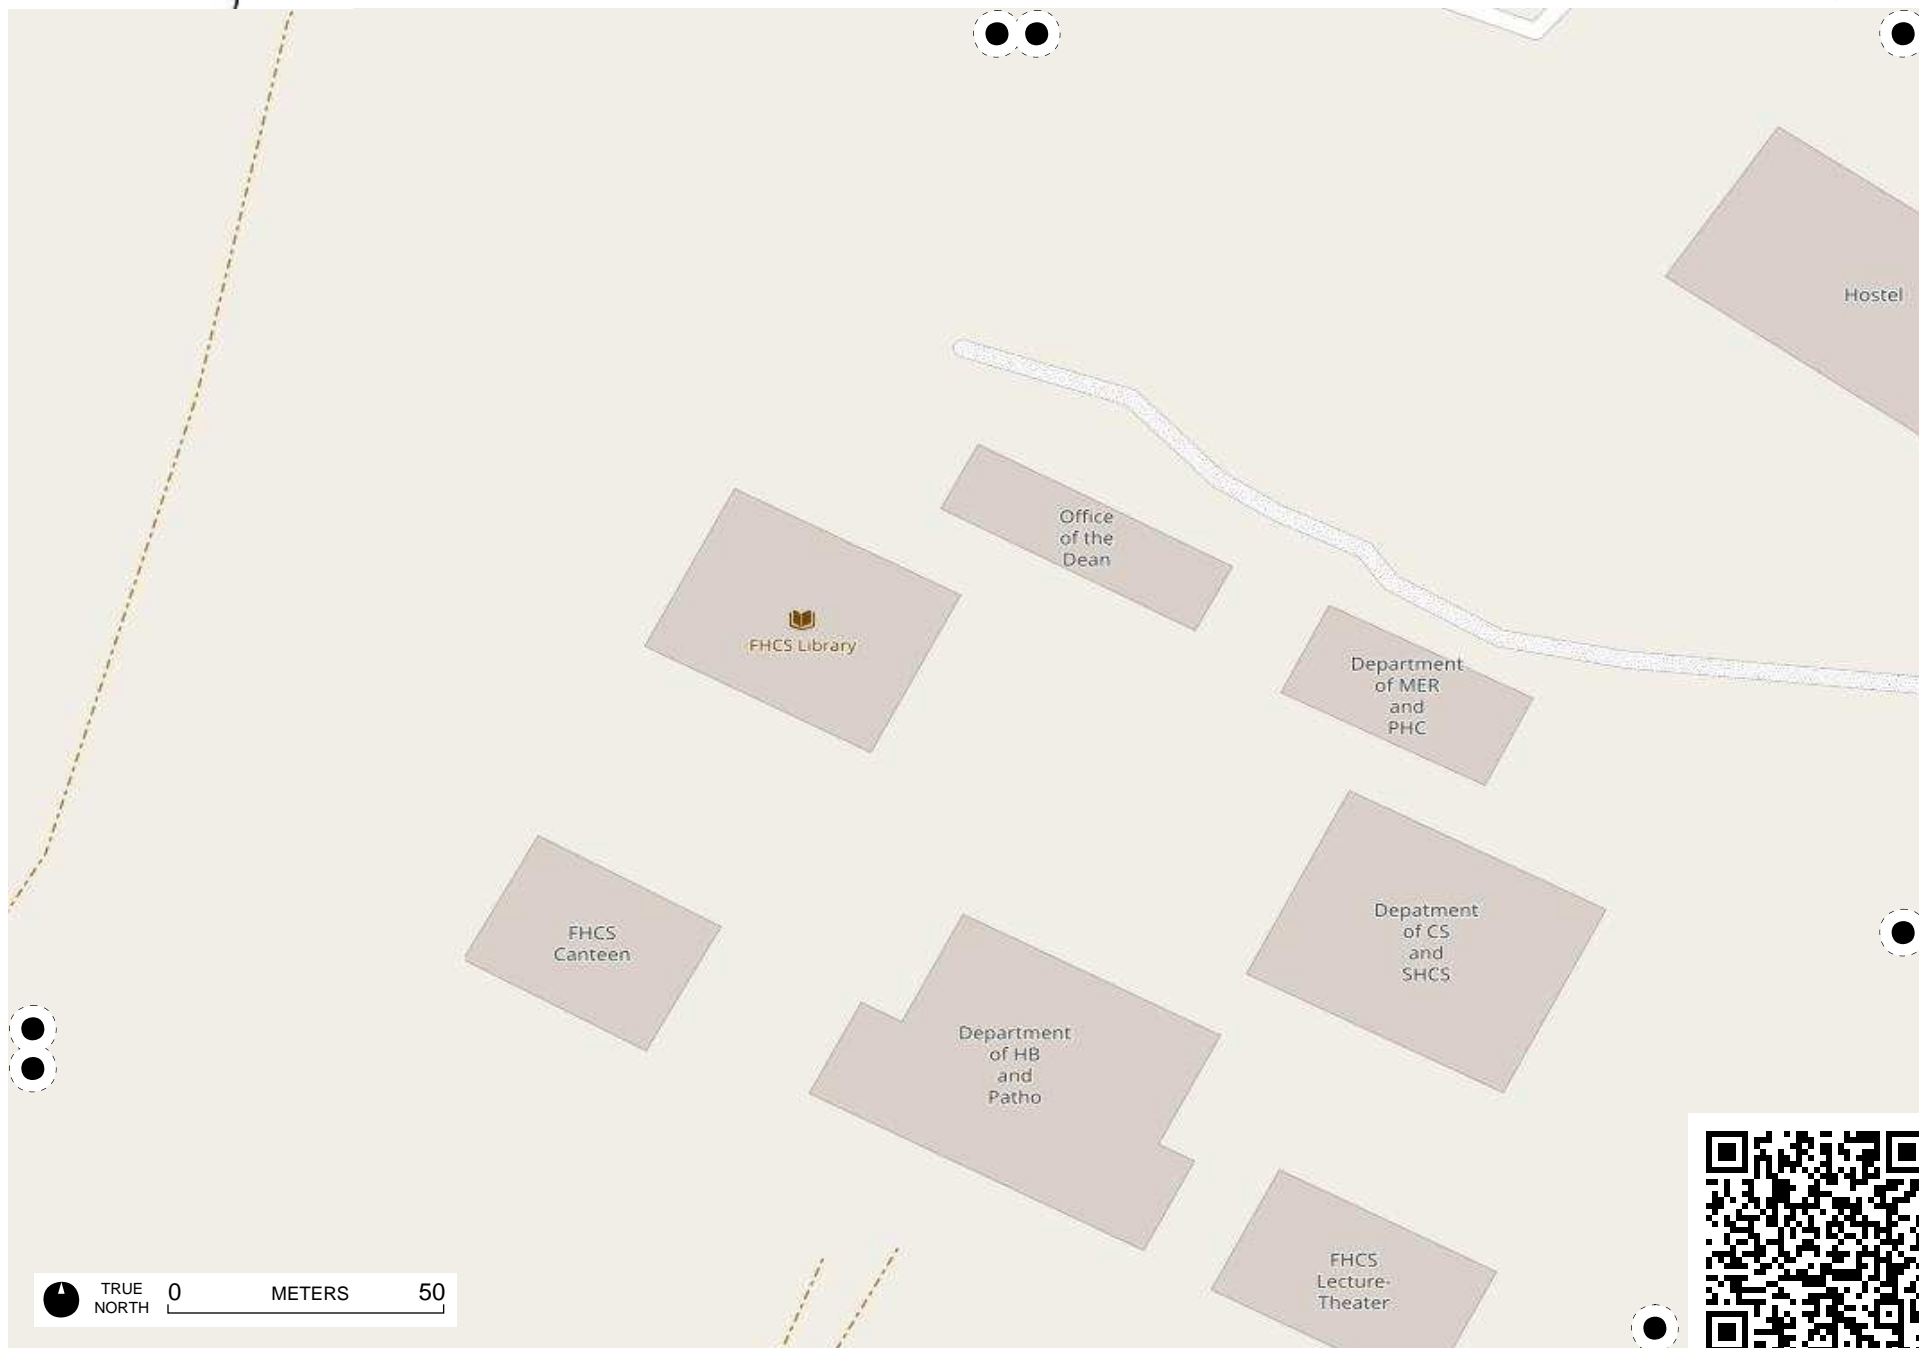 Hostel
Office
of the
Dean
FHCS Library
Department
of MER
and
PHC
Depatment
of CS
and
SHCS
FHCS
Canteen
Department
of HB
and
Patho
FHCS
Lecture-
Theater
TRUE
NORTH
0 METERS 50